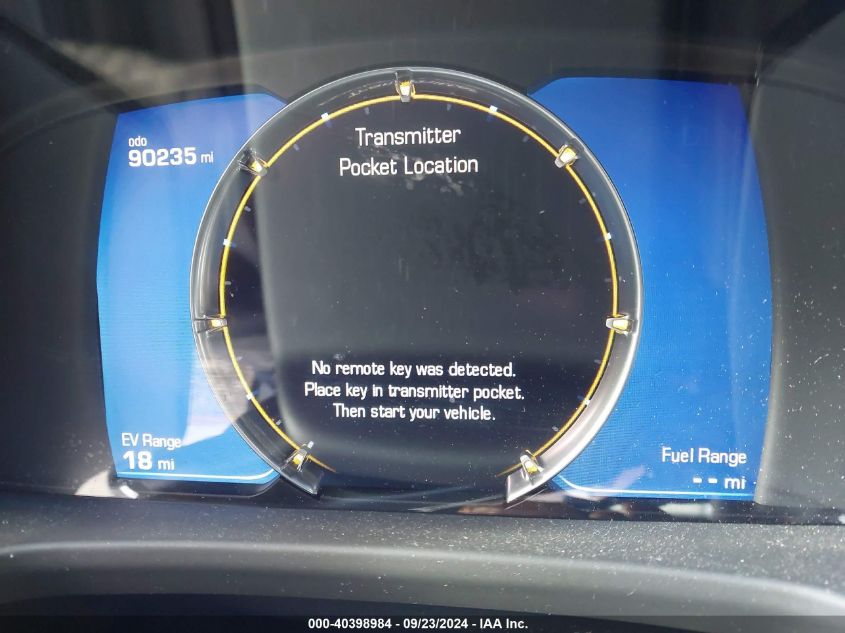 odo
90235 mi
Transmitter
Pocket Location
No remote key was detected.
Place key in transmitter pocket.
Then start your vehicle.
EV Range
18 mi
Fuel Range
-- mi
000-40398984 - 09/23/2024 - IAA Inc.